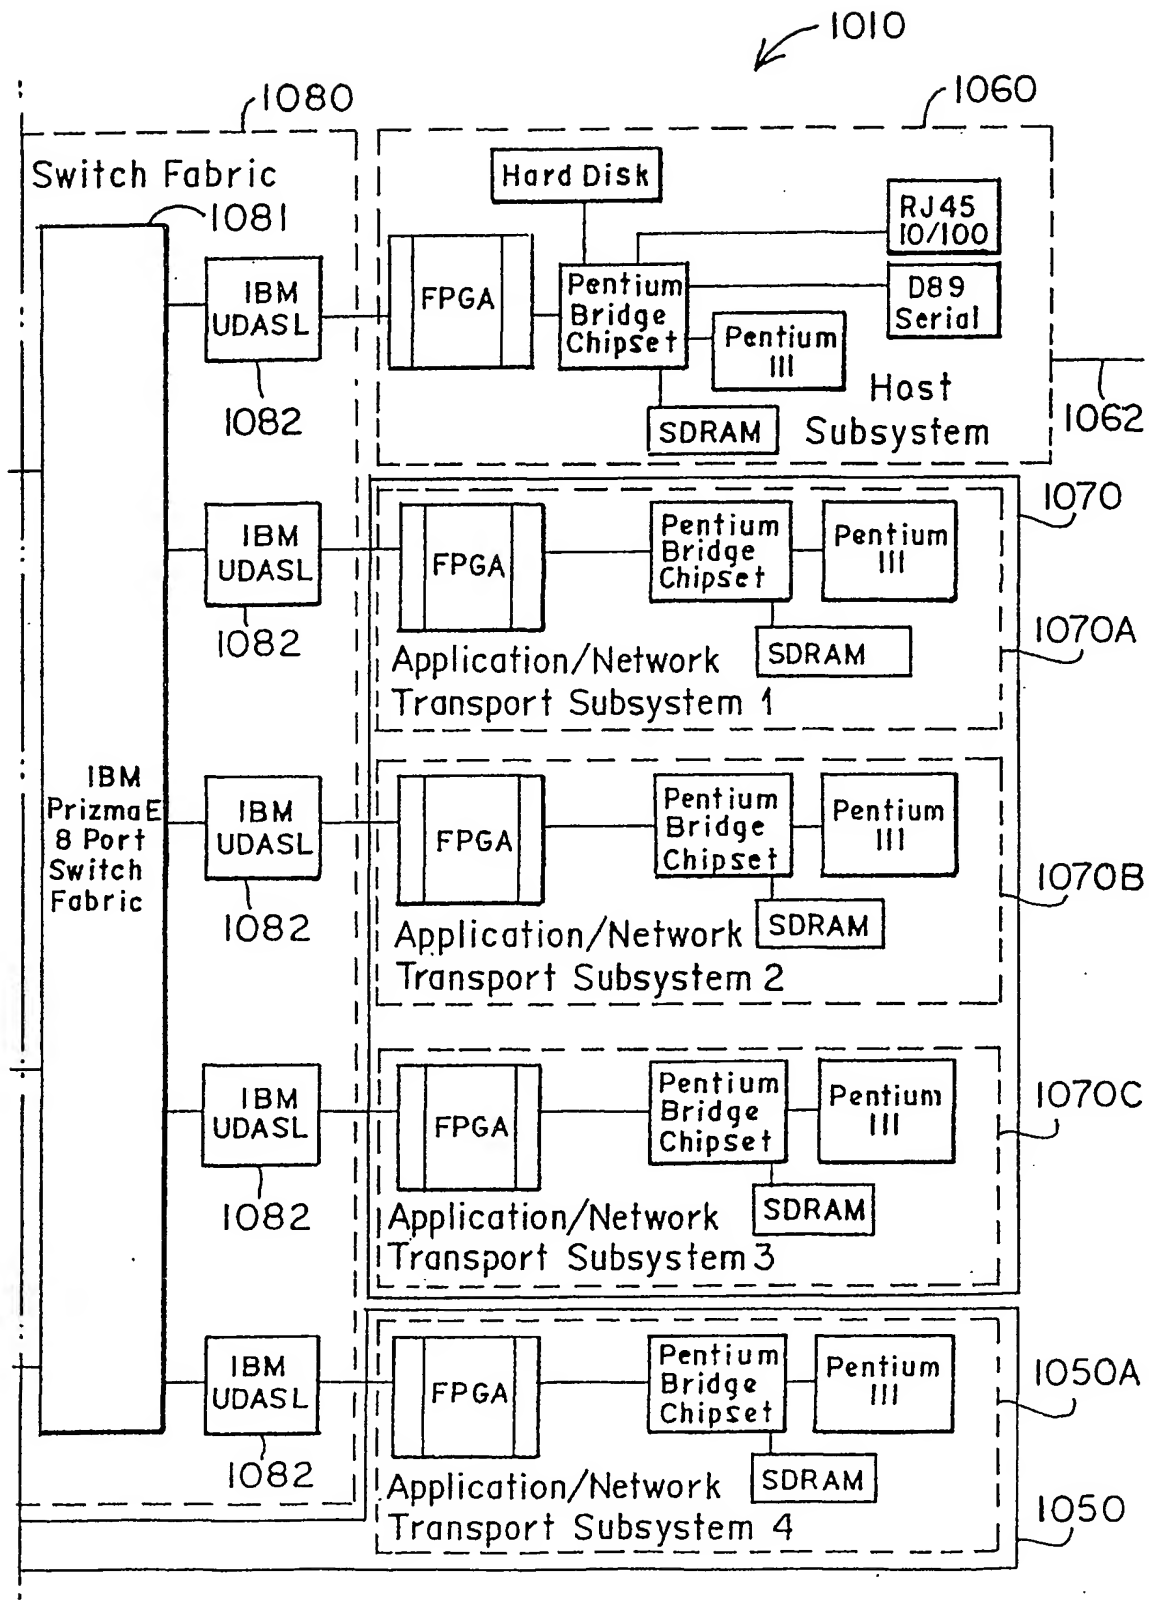 1010
1080
1060
Switch Fabric
1081
Hard Disk
RJ45
10/100
IBM
UDASL
FPGA
Pentium
Bridge
Chipset
D89
Serial
Pentium
III
1082
SDRAM
Host
Subsystem
1062
1070
IBM
UDASL
FPGA
Pentium
Bridge
Chipset
Pentium
III
1082
SDRAM
1070A
Application/Network
Transport Subsystem 1
IBM
PrizmaE
8 Port
Switch
Fabric
IBM
UDASL
FPGA
Pentium
Bridge
Chipset
Pentium
III
1070B
1082
SDRAM
Application/Network
Transport Subsystem 2
IBM
UDASL
FPGA
Pentium
Bridge
Chipset
Pentium
III
1070C
1082
SDRAM
Application/Network
Transport Subsystem 3
IBM
UDASL
FPGA
Pentium
Bridge
Chipset
Pentium
III
1050A
1082
SDRAM
Application/Network
Transport Subsystem 4
1050